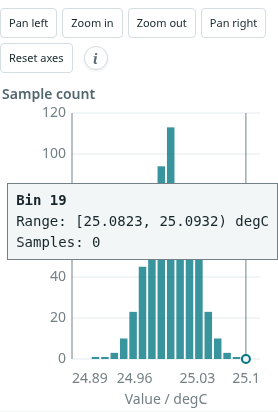 Pan left
Zoom in
Zoom out
Pan right
Reset axes
i
Sample count
120
100
Bin 19
Range: [25.0823, 25.0932) degC
Samples: 0
40
20
0
24.89 24.96 25.03 25.1
Value / degC